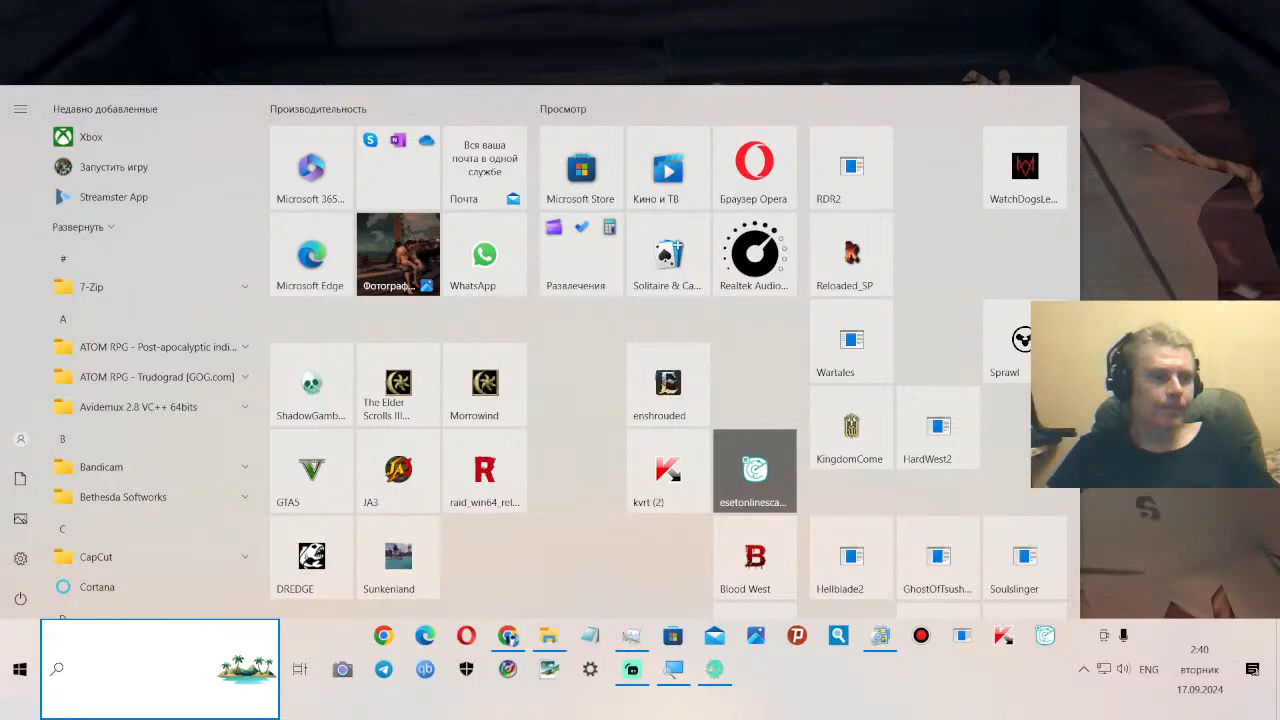 Недавно добавленные
Xbox
Запустить игру
Streamster App
Развернуть
#
7-Zip
A
ATOM RPG - Post-apocalyptic indi...
ATOM RPG - Trudograd [GOG.com]
Avidemux 2.8 VC++ 64bits
B
Bandicam
Bethesda Softworks
C
CapCut
Cortana
Производительность
Microsoft 365...
Вся ваша
почта в одной
службе
Почта
Microsoft Edge
Фотограф...
WhatsApp
ShadowGamb...
The Elder
Scrolls III...
Morrowind
GTA5
JA3
raid_win64_rel...
DREDGE
Sunkenland
Просмотр
Microsoft Store
Кино и ТВ
Браузер Opera
Развлечения
Solitaire & Ca...
Realtek Audio...
enshrouded
kvrt (2)
esetonlinesca...
Blood West
RDR2
WatchDogsLe...
Reloaded_SP
Wartales
Sprawl
KingdomCome
HardWest2
Hellblade2
GhostOfTsush...
Soulslinger
ENG
2:40
вторник
17.09.2024